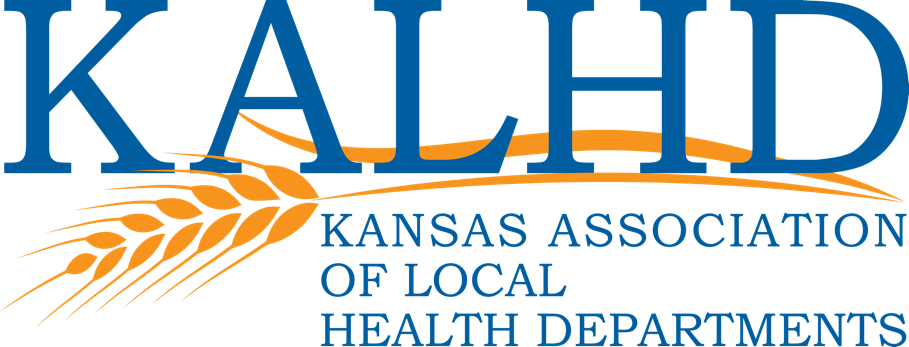 KALHD
KANSAS ASSOCIATION
OF LOCAL
HEALTH DEPARTMENTS